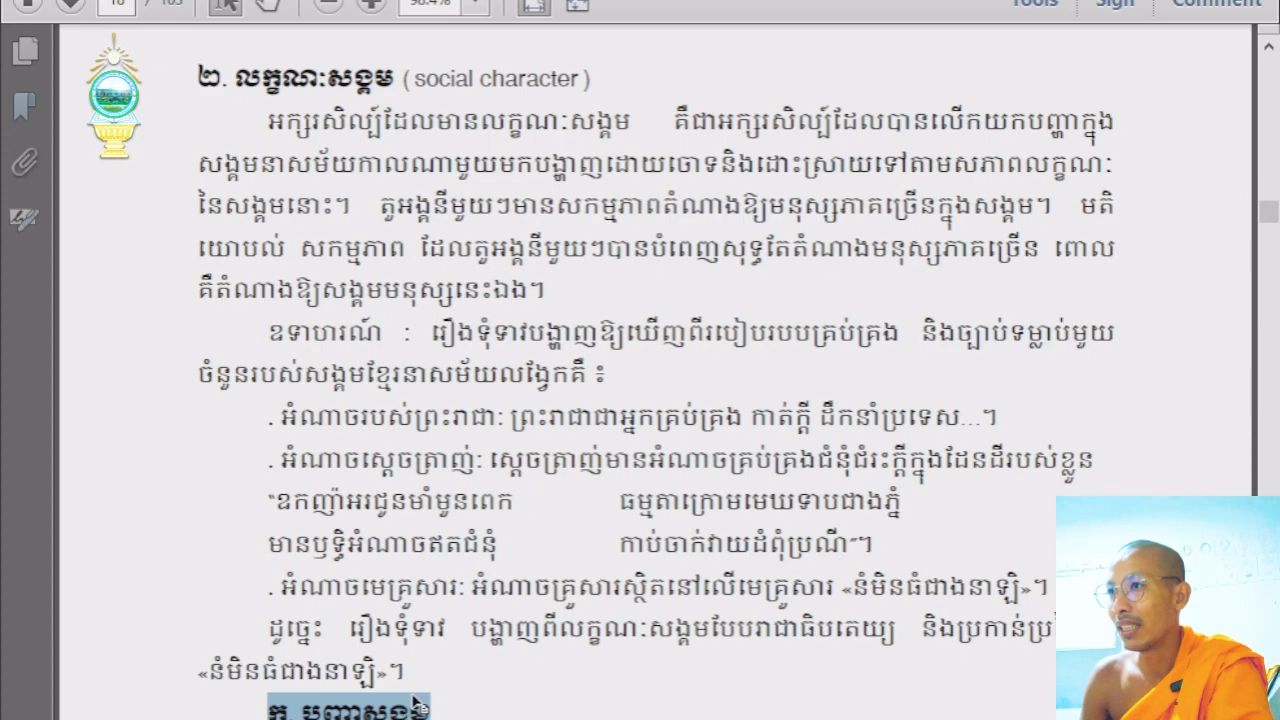 18 / 103 98.4% Tools Sign Comment
២. លក្ខណៈសង្គម ( social character )
អក្សរសិល្ប៍ដែលមានលក្ខណៈសង្គម គឺជាអក្សរសិល្ប៍ដែលបានលើកយកបញ្ហាក្នុង
សង្គមនាសម័យកាលណាមួយមកបង្ហាញដោយចោទនិងដោះស្រាយទៅតាមសភាពលក្ខណៈ
នៃសង្គមនោះ។ តួអង្គនីមួយៗមានសកម្មភាពតំណាងឱ្យមនុស្សភាគច្រើនក្នុងសង្គម។ មតិ
យោបល់ សកម្មភាព ដែលតួអង្គនីមួយៗបានបំពេញសុទ្ធតែតំណាងមនុស្សភាគច្រើន ពោល
គឺតំណាងឱ្យសង្គមមនុស្សនេះឯង។
ឧទាហរណ៍ : រឿងទុំទាវបង្ហាញឱ្យឃើញពីរបៀបរបបគ្រប់គ្រង និងច្បាប់ទម្លាប់មួយ
ចំនួនរបស់សង្គមខ្មែរនាសម័យលង្វែកគឺ ៖
. អំណាចរបស់ព្រះរាជា: ព្រះរាជាជាអ្នកគ្រប់គ្រង កាត់ក្ដី ដឹកនាំប្រទេស...។
. អំណាចស្ដេចត្រាញ់: ស្ដេចត្រាញ់មានអំណាចគ្រប់គ្រងជំនុំជំរះក្ដីក្នុងដែនដីរបស់ខ្លួន
“ឧកញ៉ាអរជូនមាំមួនពេក ធម្មតាក្រោមមេឃទាបជាងភ្នំ
មានឫទ្ធិអំណាចឥតជំនុំ កាប់ចាក់វាយដំពុំប្រណី”។
. អំណាចមេគ្រួសារ: អំណាចគ្រួសារស្ថិតនៅលើមេគ្រួសារ «នំមិនធំជាងនាឡិ»។
ដូច្នេះ រឿងទុំទាវ បង្ហាញពីលក្ខណៈសង្គមបែបរាជាធិបតេយ្យ និងប្រកាន់
«នំមិនធំជាងនាឡិ»។
ក. បញ្ហាសង្គម